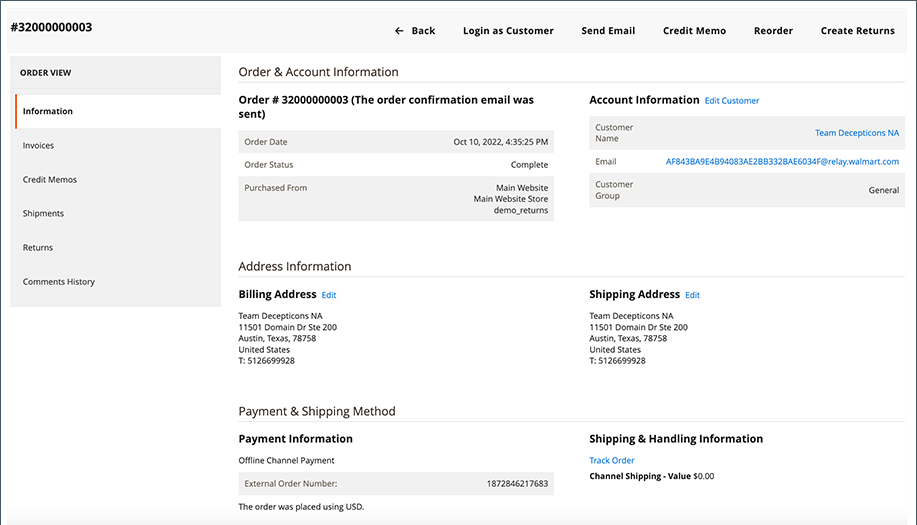 #32000000003
← Back Login as Customer Send Email Credit Memo Reorder Create Returns
ORDER VIEW
Information
Invoices
Credit Memos
Shipments
Returns
Comments History
Order & Account Information
Order # 32000000003 (The order confirmation email was
sent)
Order Date Oct 10, 2022, 4:35:25 PM
Order Status Complete
Purchased From Main Website
Main Website Store
demo_returns
Account Information Edit Customer
Customer
Name
Team Decepticons NA
Email AF843BA9E4B94083AE2BB332BAE6034F@relay.walmart.com
Customer
Group
General
Address Information
Billing Address Edit
Team Decepticons NA
11501 Domain Dr Ste 200
Austin, Texas, 78758
United States
T: 5126699928
Shipping Address Edit
Team Decepticons NA
11501 Domain Dr Ste 200
Austin, Texas, 78758
United States
T: 5126699928
Payment & Shipping Method
Payment Information
Offline Channel Payment
External Order Number: 1872846217683
The order was placed using USD.
Shipping & Handling Information
Track Order
Channel Shipping - Value $0.00